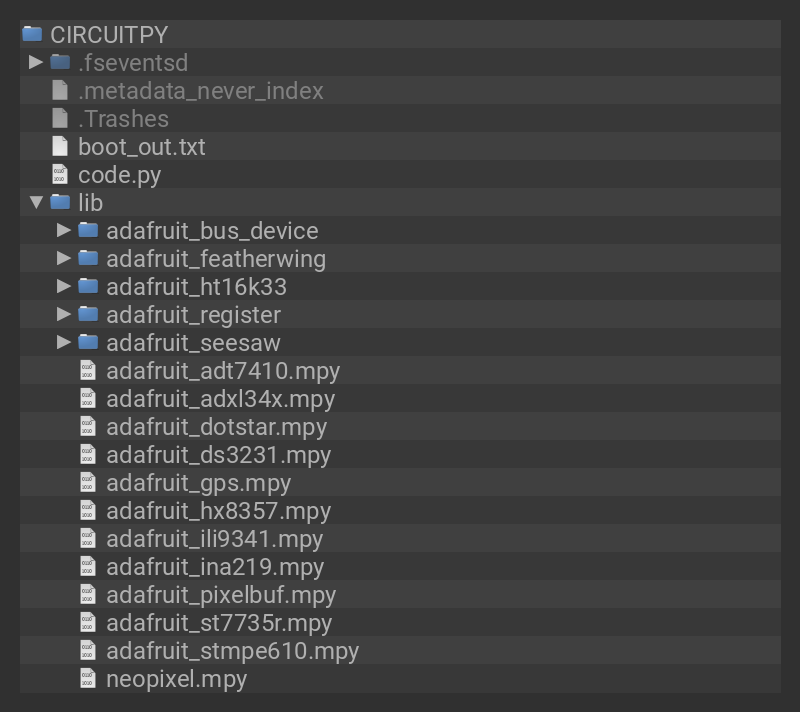 CIRCUITPY
.fseventsd
.metadata_never_index
.Trashes
boot_out.txt
code.py
lib
adafruit_bus_device
adafruit_featherwing
adafruit_ht16k33
adafruit_register
adafruit_seesaw
adafruit_adt7410.mpy
adafruit_adxl34x.mpy
adafruit_dotstar.mpy
adafruit_ds3231.mpy
adafruit_gps.mpy
adafruit_hx8357.mpy
adafruit_ili9341.mpy
adafruit_ina219.mpy
adafruit_pixelbuf.mpy
adafruit_st7735r.mpy
adafruit_stmpe610.mpy
neopixel.mpy